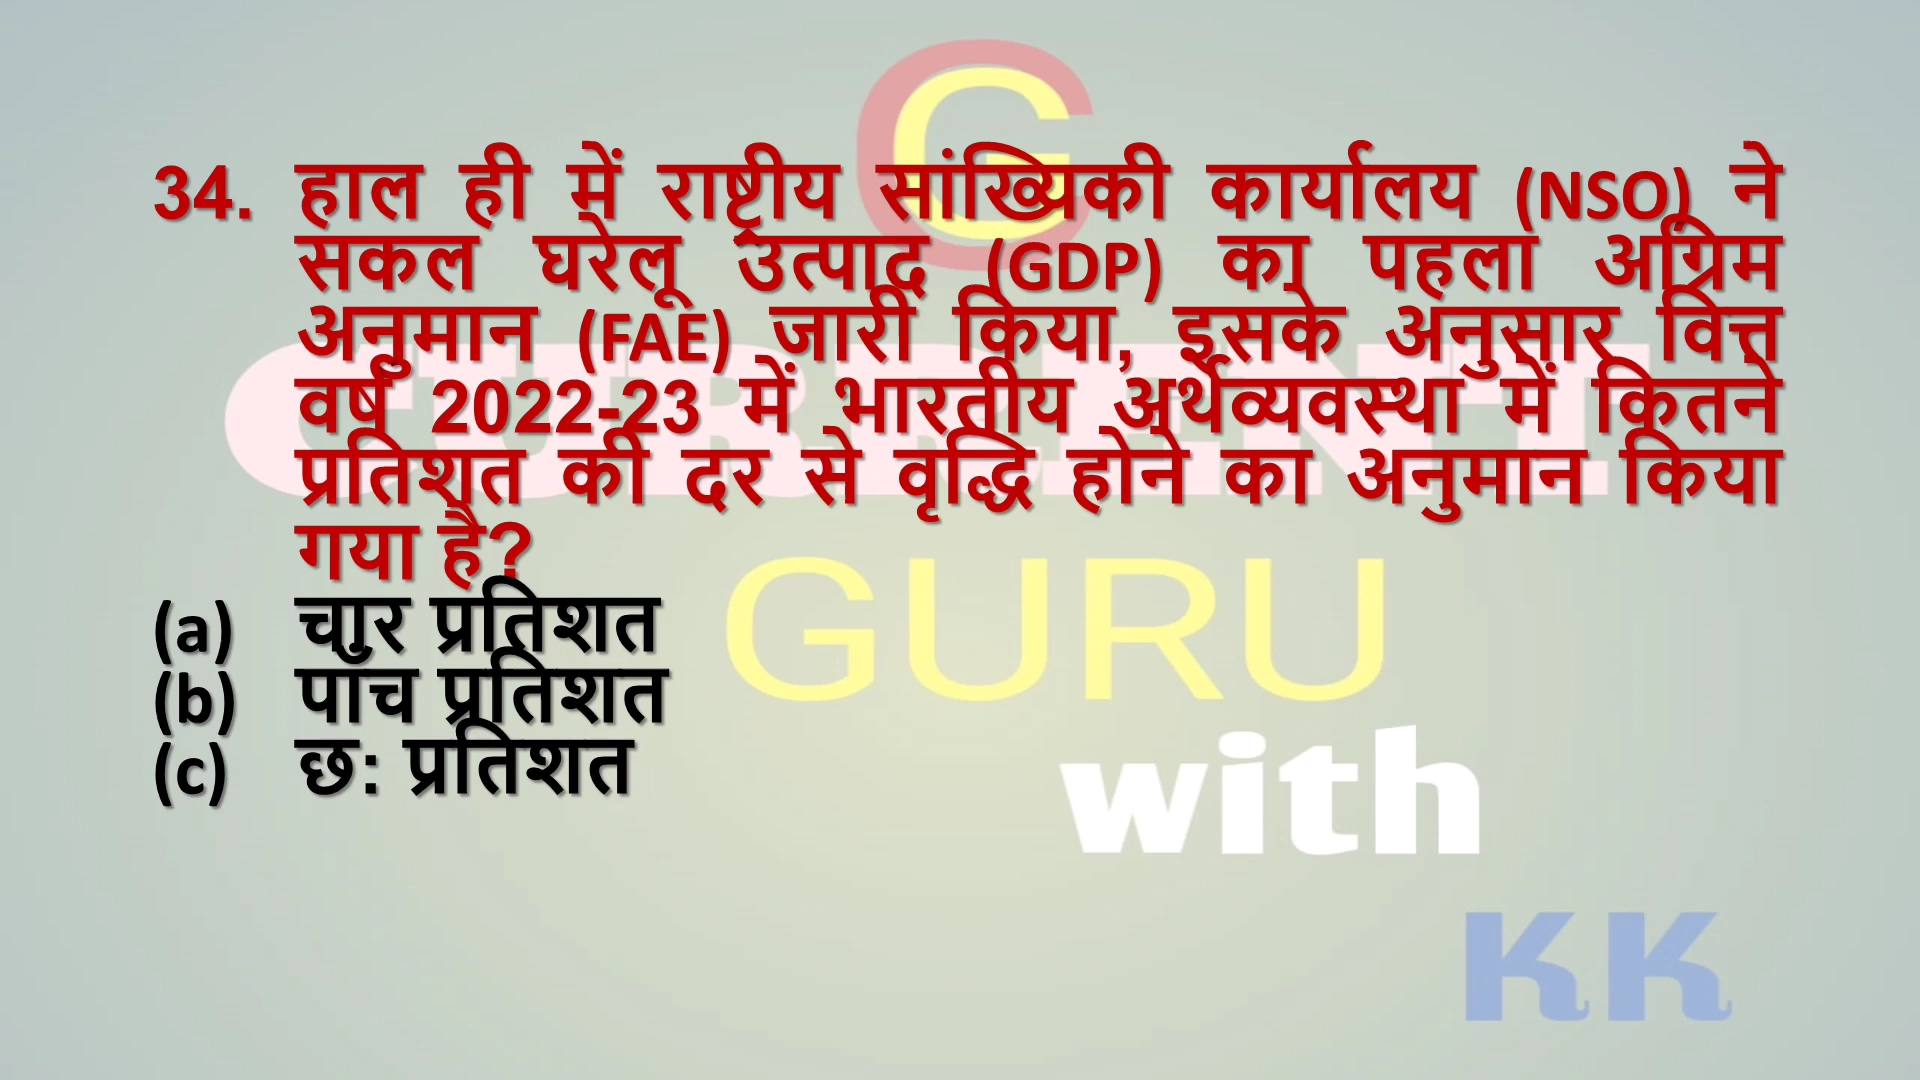 G
34. हाल ही में राष्ट्रीय सांख्यिकी कार्यालय (NSO) ने
सकल घरेलू उत्पाद (GDP) का पहला अग्रिम
अनुमान (FAE) जारी किया, इसके अनुसार वित्त
वर्ष 2022-23 में भारतीय अर्थव्यवस्था में कितने
प्रतिशत की दर से वृद्धि होने का अनुमान किया
गया है?
(a) चार प्रतिशत
(b) पाँच प्रतिशत
(c) छ: प्रतिशत
CURRENT
GURU
with
KK